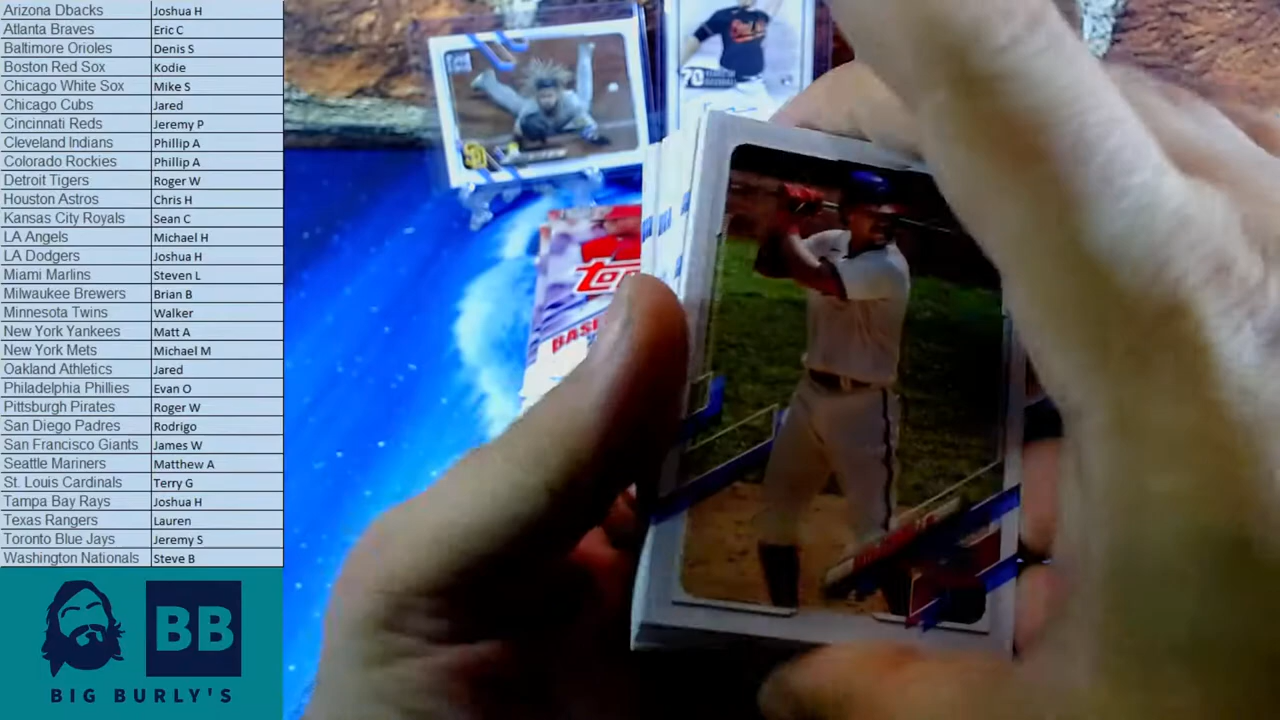 Arizona Dbacks Joshua H
Atlanta Braves Eric C
Baltimore Orioles Denis S
Boston Red Sox Kodie
Chicago White Sox Mike S
Chicago Cubs Jared
Cincinnati Reds Jeremy P
Cleveland Indians Phillip A
Colorado Rockies Phillip A
Detroit Tigers Roger W
Houston Astros Chris H
Kansas City Royals Sean C
LA Angels Michael H
LA Dodgers Joshua H
Miami Marlins Steven L
Milwaukee Brewers Brian B
Minnesota Twins Walker
New York Yankees Matt A
New York Mets Michael M
Oakland Athletics Jared
Philadelphia Phillies Evan O
Pittsburgh Pirates Roger W
San Diego Padres Rodrigo
San Francisco Giants James W
Seattle Mariners Matthew A
St. Louis Cardinals Terry G
Tampa Bay Rays Joshua H
Texas Rangers Lauren
Toronto Blue Jays Jeremy S
Washington Nationals Steve B
BB
BIG BURLY'S
70